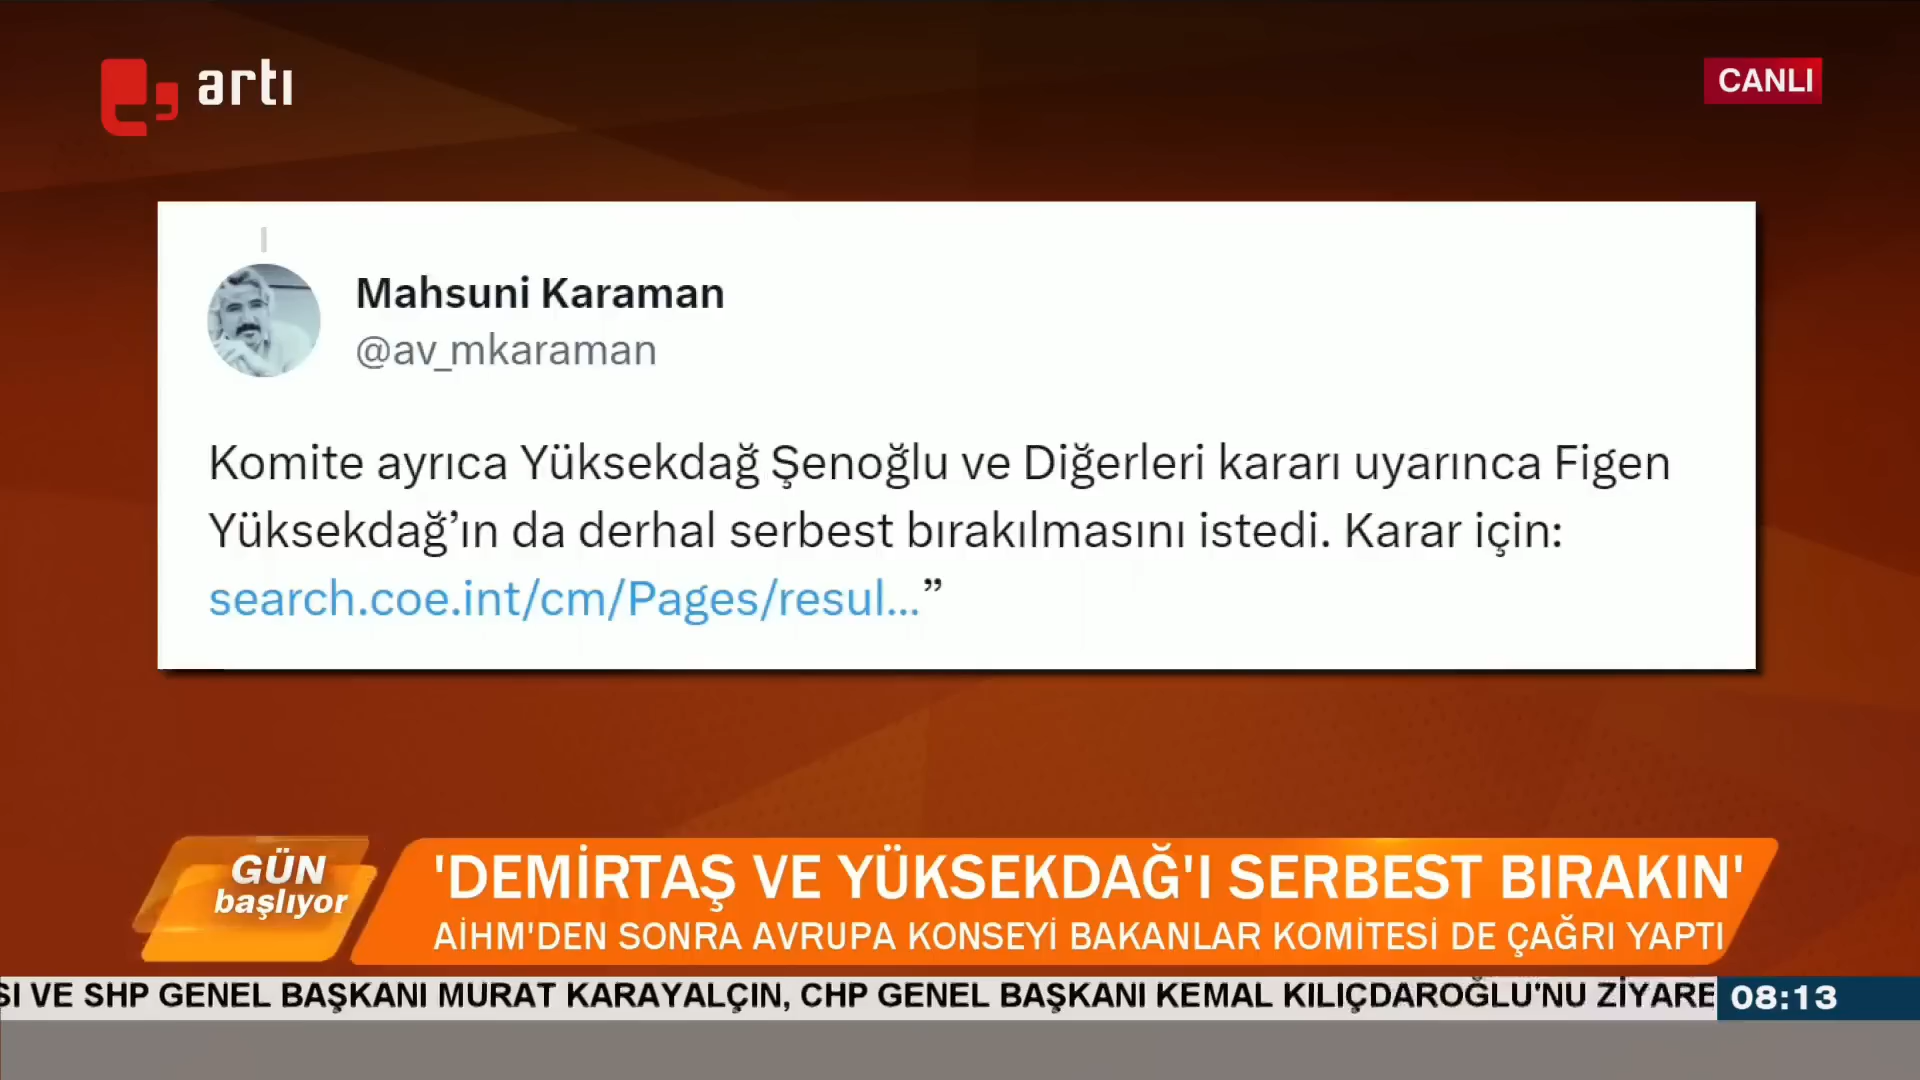 artı
CANLI
Mahsuni Karaman
@av_mkaraman
Komite ayrıca Yüksekdağ Şenoğlu ve Diğerleri kararı uyarınca Figen
Yüksekdağ’ın da derhal serbest bırakılmasını istedi. Karar için:
search.coe.int/cm/Pages/resul...”
GÜN
başlıyor
'DEMİRTAŞ VE YÜKSEKDAĞ'I SERBEST BIRAKIN'
AİHM'DEN SONRA AVRUPA KONSEYİ BAKANLAR KOMİTESİ DE ÇAĞRI YAPTI
SI VE SHP GENEL BAŞKANI MURAT KARAYALÇIN, CHP GENEL BAŞKANI KEMAL KILIÇDAROĞLU'NU ZİYARE
08:13